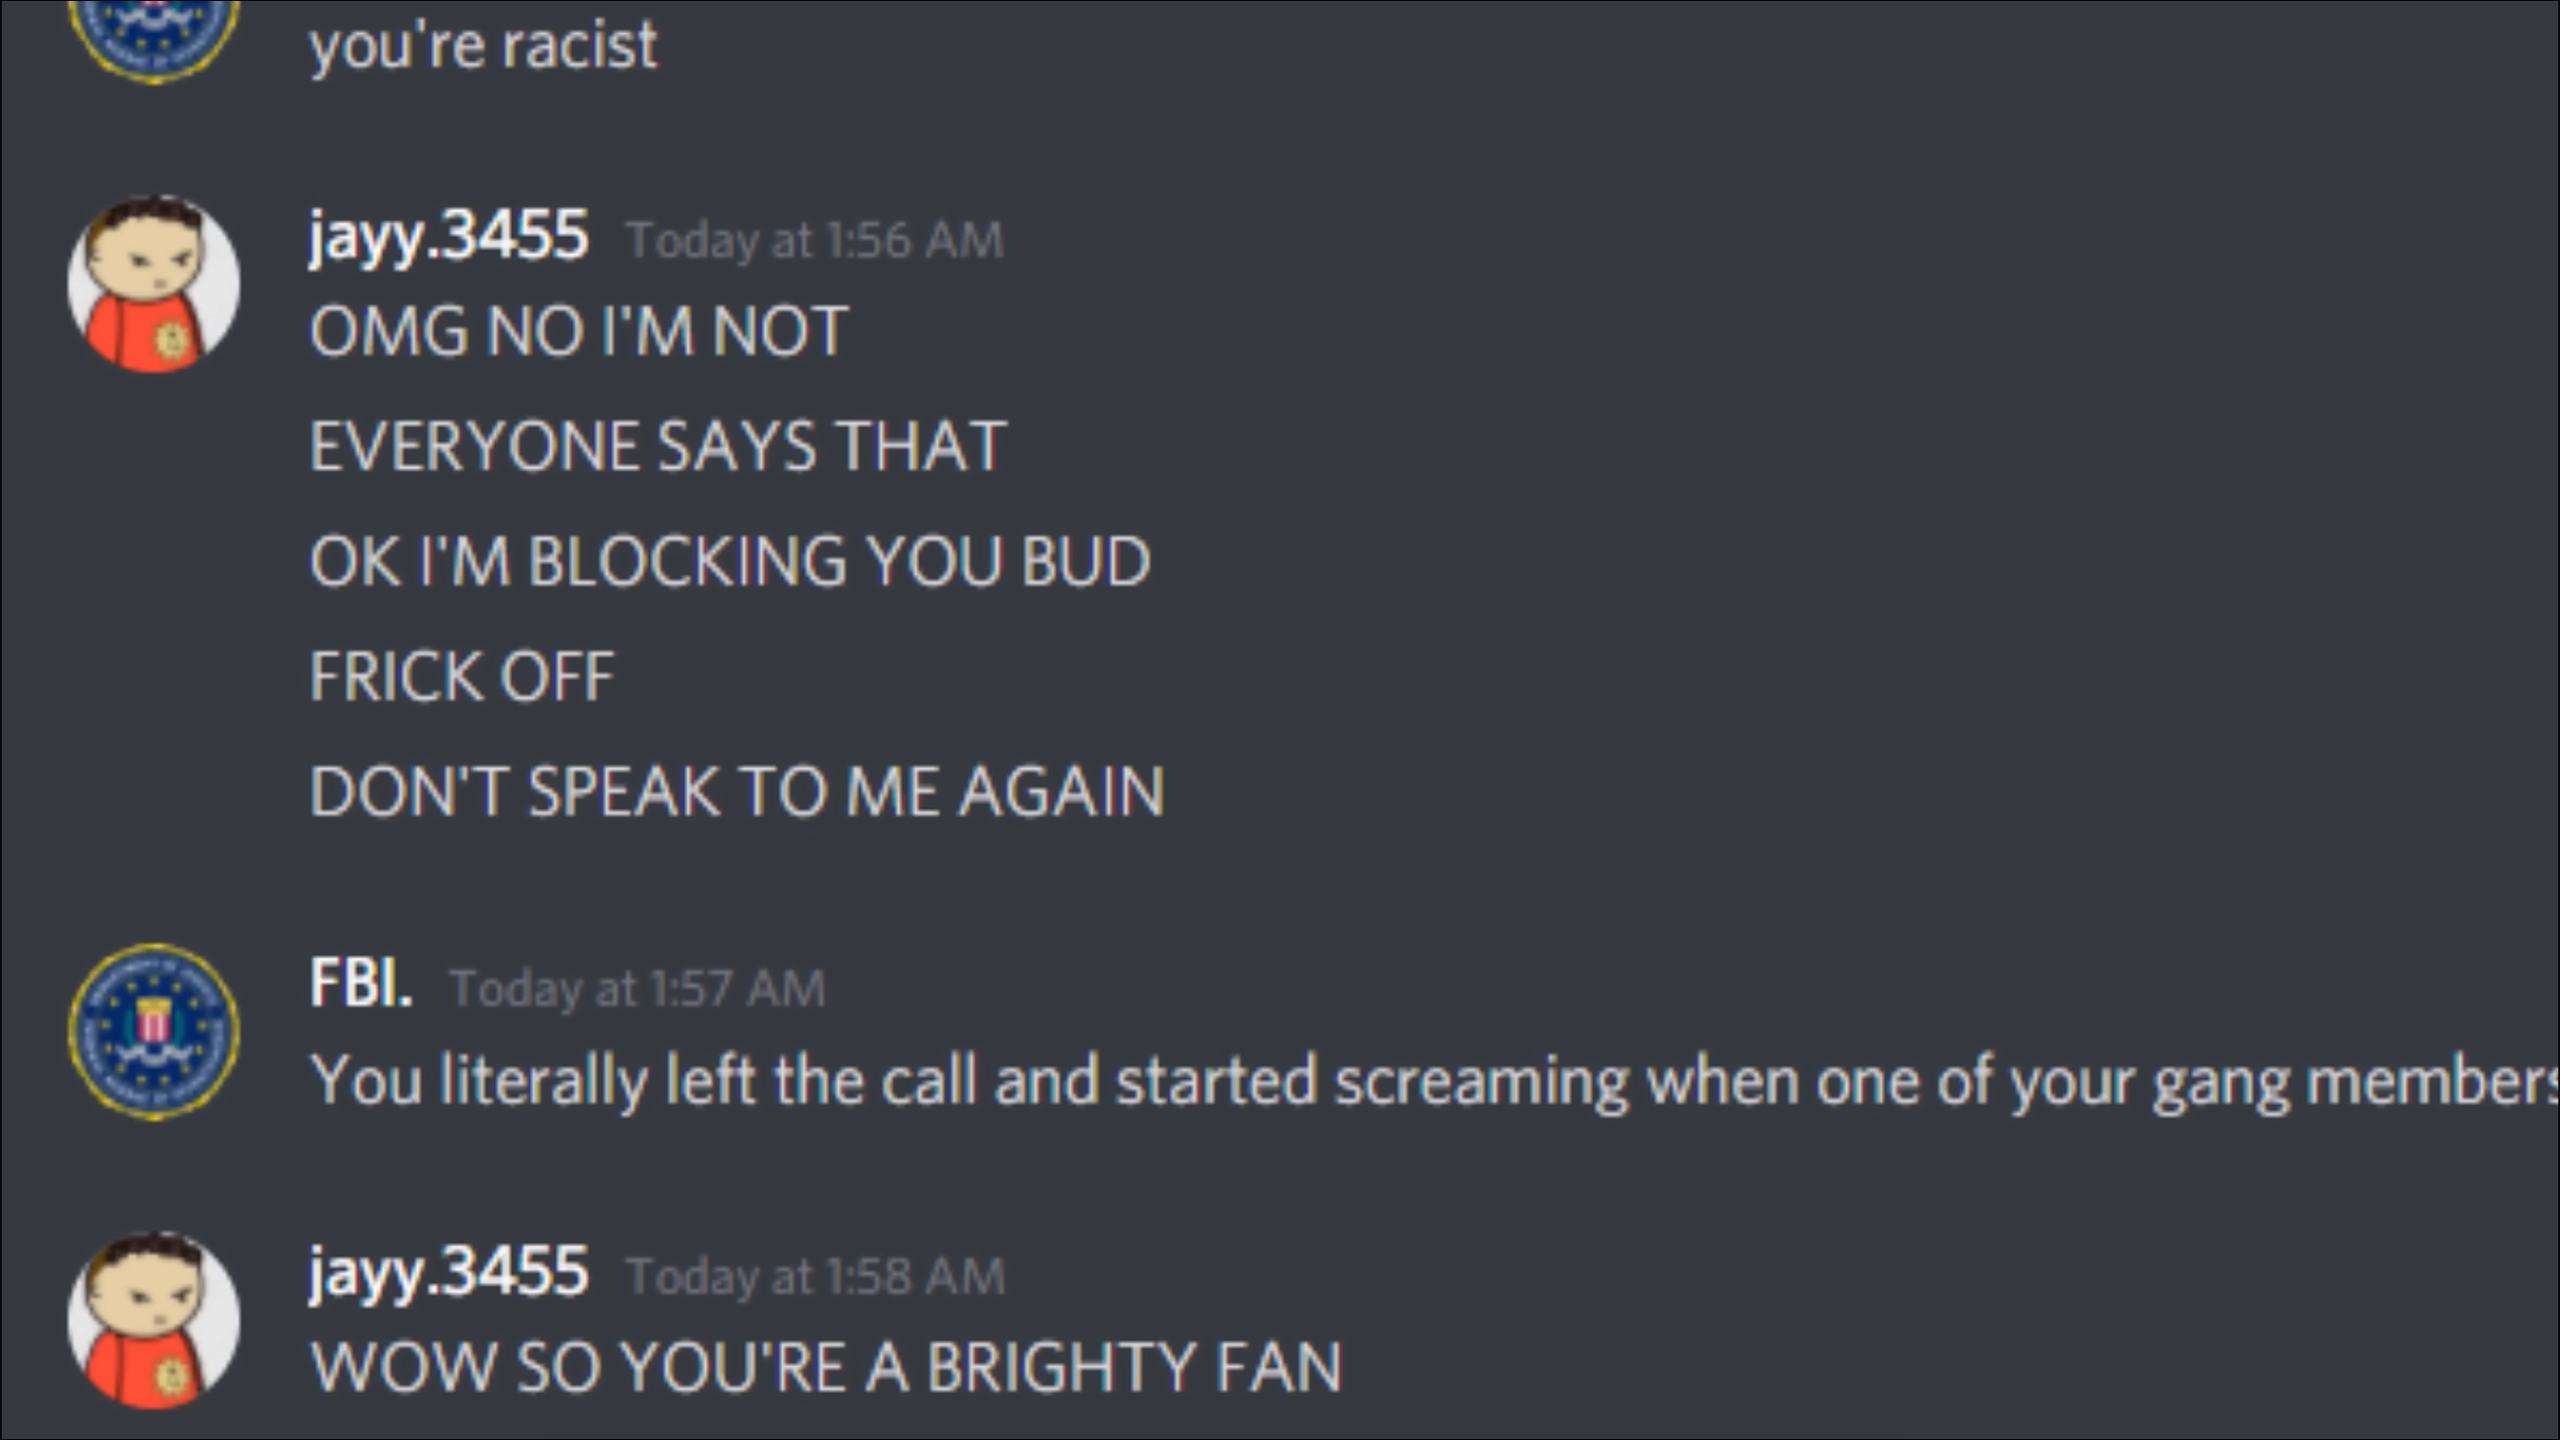 you're racist
jayy.3455 Today at 1:56 AM
OMG NO I'M NOT
EVERYONE SAYS THAT
OK I'M BLOCKING YOU BUD
FRICK OFF
DON'T SPEAK TO ME AGAIN
FBI. Today at 1:57 AM
You literally left the call and started screaming when one of your gang members
jayy.3455 Today at 1:58 AM
WOW SO YOU'RE A BRIGHTY FAN